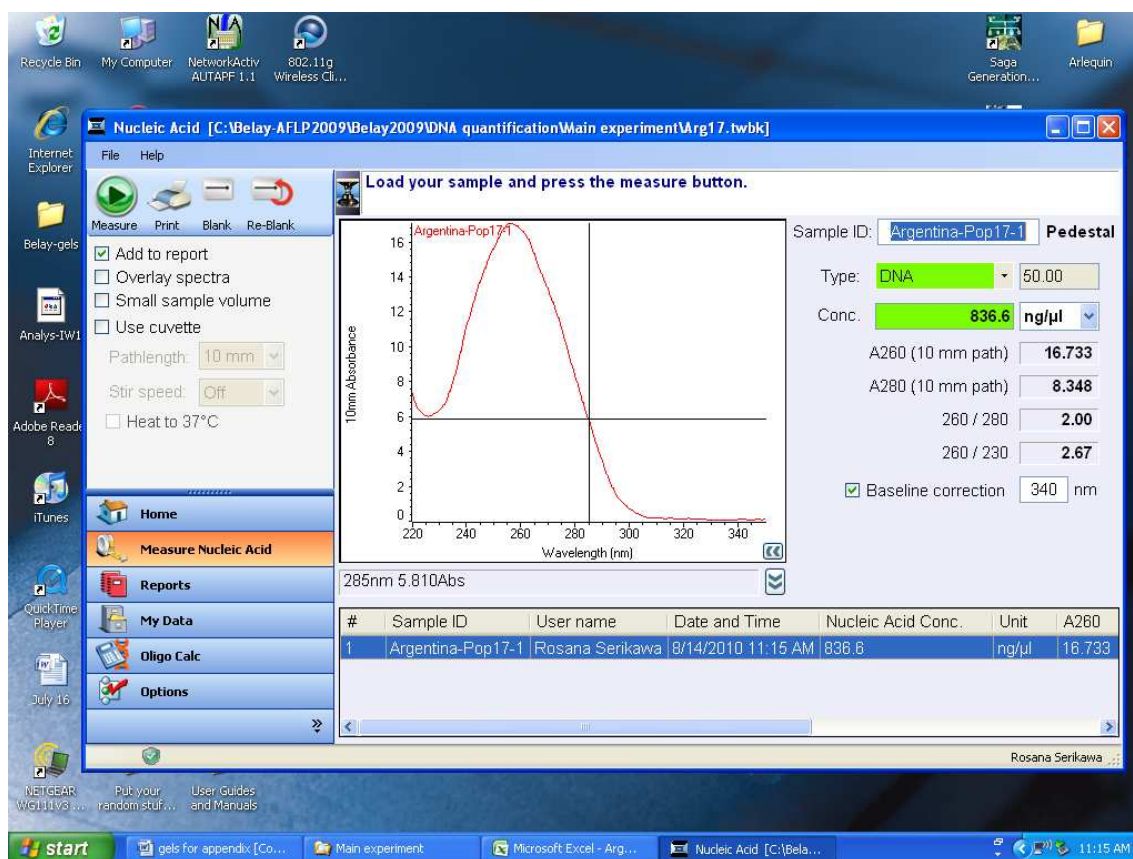 Recycle Bin
My Computer
NetworkActiv
AUTAPF 1.1
802.11g
Wireless Cli...
Saga
Generation...
Arlequin
Internet
Explorer
Belay-gels
Analys-IW1
Adobe Reade
8
iTunes
QuickTime
Player
July 16
NETGEAR
WG111v3 ...
Put your
random stuf...
User Guides
and Manuals
Nucleic Acid [C:\Belay-AFLP2009\Belay2009\DNA quantification\Main experiment\Arg17.twbk]
File Help
Measure Print Blank Re-Blank
Add to report
Overlay spectra
Small sample volume
Use cuvette
Pathlength: 10 mm
Stir speed: Off
Heat to 37°C
Home
Measure Nucleic Acid
Reports
My Data
Oligo Calc
Options
Load your sample and press the measure button.
Argentina-Pop17-1
10mm Absorbance
16
14
12
10
8
6
4
2
0
220 240 260 280 300 320 340
Wavelength (nm)
285nm 5.810Abs
Sample ID: Argentina-Pop17-1 Pedestal
Type: DNA 50.00
Conc. 836.6 ng/µl
A260 (10 mm path) 16.733
A280 (10 mm path) 8.348
260 / 280 2.00
260 / 230 2.67
Baseline correction 340 nm
# Sample ID User name Date and Time Nucleic Acid Conc. Unit A260
1 Argentina-Pop17-1 Rosana Serikawa 8/14/2010 11:15 AM 836.6 ng/µl 16.733
Rosana Serikawa
start
gels for appendix [Co...
Main experiment
Microsoft Excel - Arg...
Nucleic Acid [C:\Bela...
11:15 AM